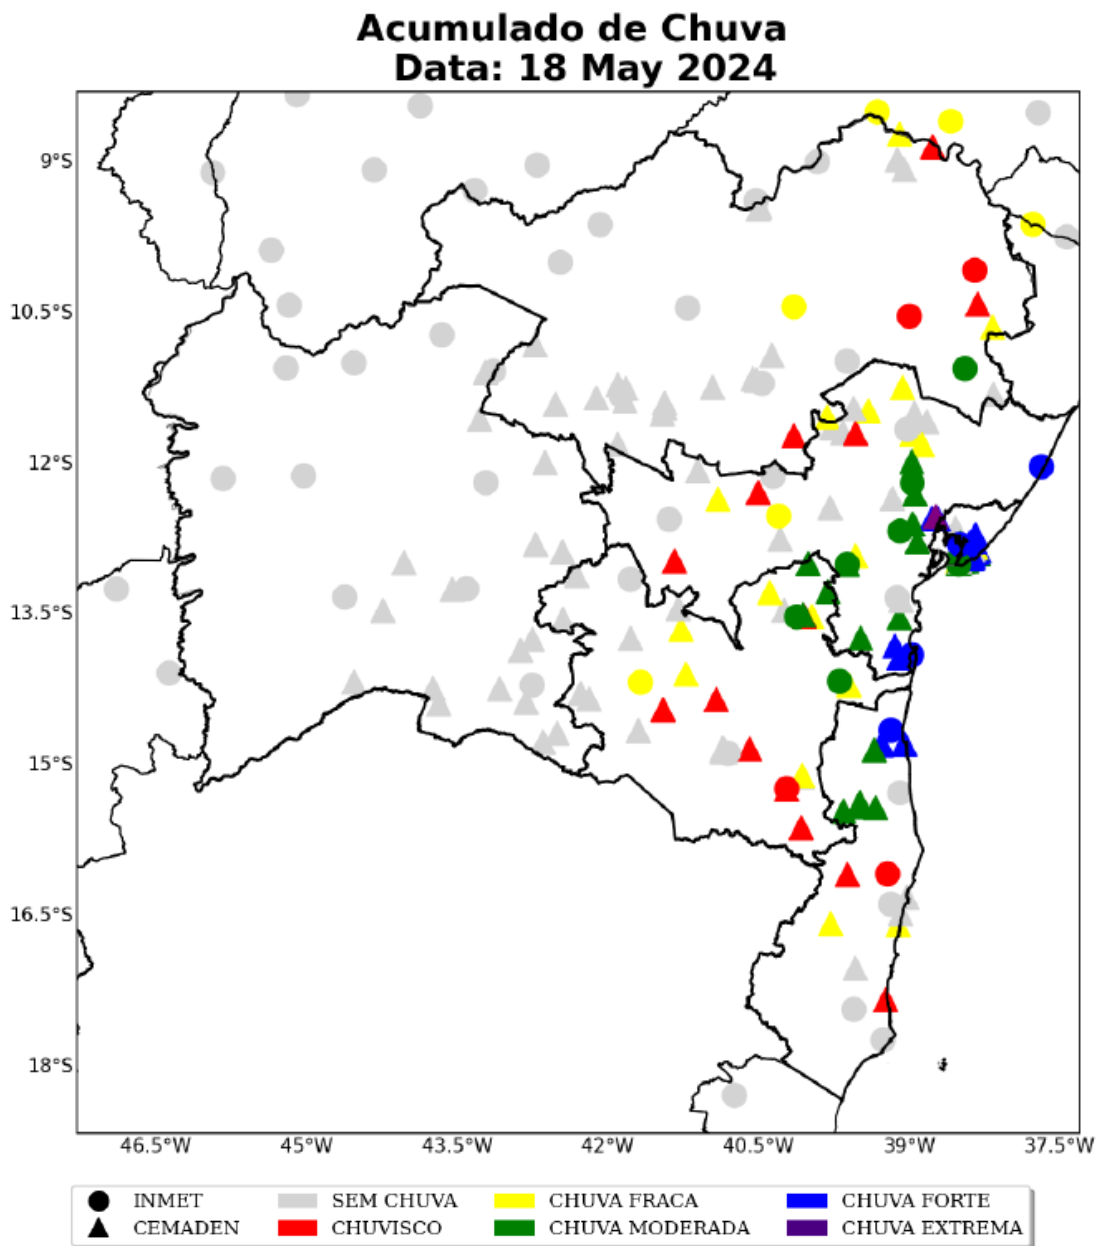 Acumulado de Chuva
Data: 18 May 2024
9°S
10.5°S
12°S
13.5°S
15°S
16.5°S
18°S
46.5°W 45°W 43.5°W 42°W 40.5°W 39°W 37.5°W
INMET SEM CHUVA CHUVA FRACA CHUVA FORTE
CEMADEN CHUVISCO CHUVA MODERADA CHUVA EXTREMA